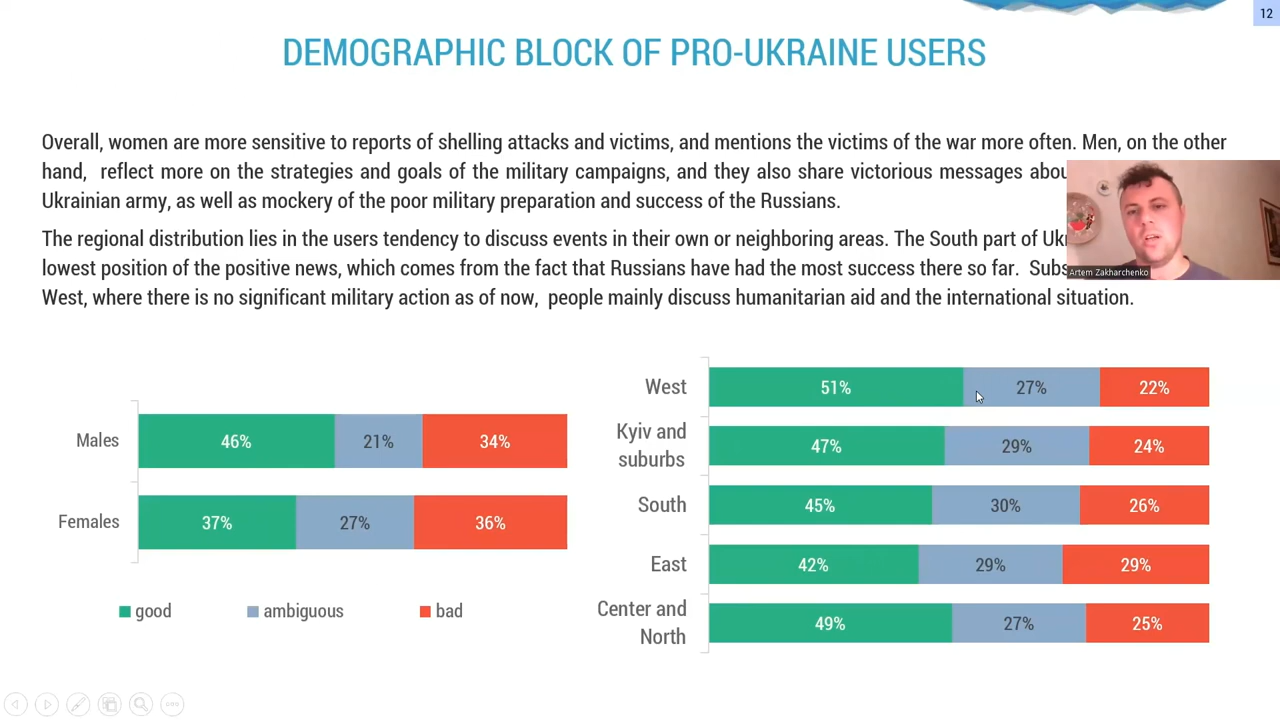 12
DEMOGRAPHIC BLOCK OF PRO-UKRAINE USERS
Overall, women are more sensitive to reports of shelling attacks and victims, and mentions the victims of the war more often. Men, on the other
hand, reflect more on the strategies and goals of the military campaigns, and they also share victorious messages
Ukrainian army, as well as mockery of the poor military preparation and success of the Russians.
The regional distribution lies in the users tendency to discuss events in their own or neighboring areas. The South part of
lowest position of the positive news, which comes from the fact that Russians have had the most success there so far.
West, where there is no significant military action as of now, people mainly discuss humanitarian aid and the international situation.
Artem Zakharchenko
Males 46% 21% 34%
Females 37% 27% 36%
good ambiguous bad
West 51% 27% 22%
Kyiv and
suburbs 47% 29% 24%
South 45% 30% 26%
East 42% 29% 29%
Center and
North 49% 27% 25%